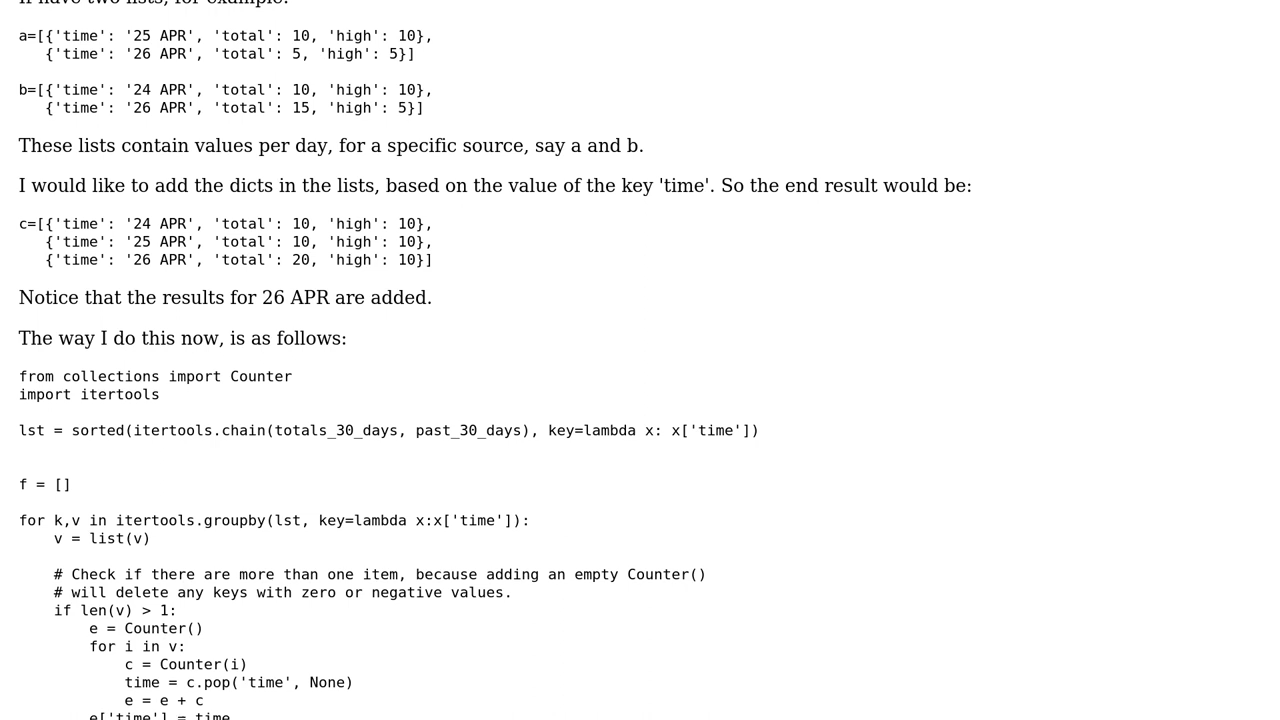 II have two lists, for example:
a=[{'time': '25 APR', 'total': 10, 'high': 10},
   {'time': '26 APR', 'total': 5, 'high': 5}]
b=[{'time': '24 APR', 'total': 10, 'high': 10},
   {'time': '26 APR', 'total': 15, 'high': 5}]
These lists contain values per day, for a specific source, say a and b.
I would like to add the dicts in the lists, based on the value of the key 'time'. So the end result would be:
c=[{'time': '24 APR', 'total': 10, 'high': 10},
   {'time': '25 APR', 'total': 10, 'high': 10},
   {'time': '26 APR', 'total': 20, 'high': 10}]
Notice that the results for 26 APR are added.
The way I do this now, is as follows:
from collections import Counter
import itertools
lst = sorted(itertools.chain(totals_30_days, past_30_days), key=lambda x: x['time'])
f = []
for k,v in itertools.groupby(lst, key=lambda x:x['time']):
    v = list(v)
    # Check if there are more than one item, because adding an empty Counter()
    # will delete any keys with zero or negative values.
    if len(v) > 1:
        e = Counter()
        for i in v:
            c = Counter(i)
            time = c.pop('time', None)
            e = e + c
        e['time'] = time